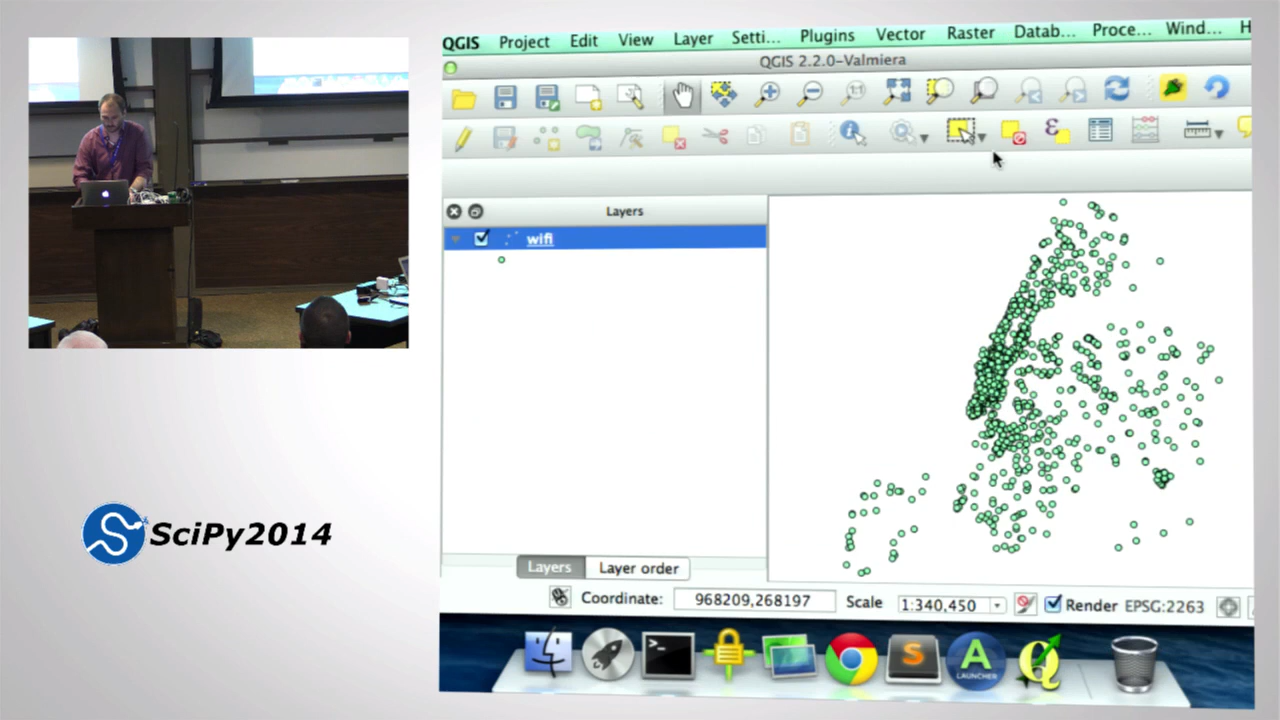 QGIS Project Edit View Layer Setti... Plugins Vector Raster Datab... Proce... Wind... H
QGIS 2.2.0-Valmiera
Layers
wifi
Layers Layer order
Coordinate: 968209,268197 Scale 1:340,450 Render EPSG:2263
LAUNCHER
SciPy2014